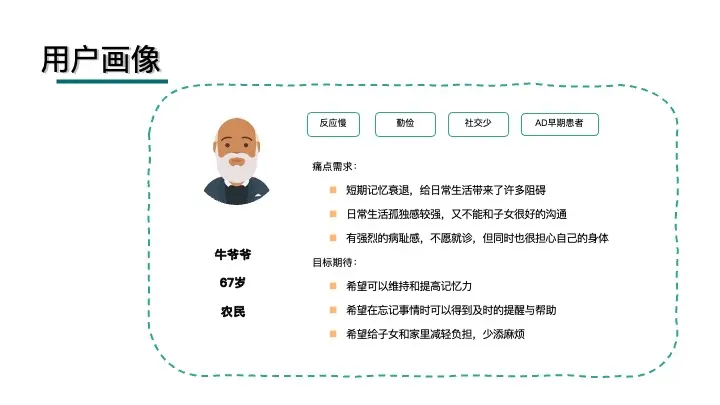 用户画像
反应慢
勤俭
社交少
AD早期患者
痛点需求：
短期记忆衰退，给日常生活带来了许多阻碍
日常生活孤独感较强，又不能和子女很好的沟通
有强烈的病耻感，不愿就诊，但同时也很担心自己的身体
目标期待：
希望可以维持和提高记忆力
希望在忘记事情时可以得到及时的提醒与帮助
希望给子女和家里减轻负担，少添麻烦
牛爷爷
67岁
农民